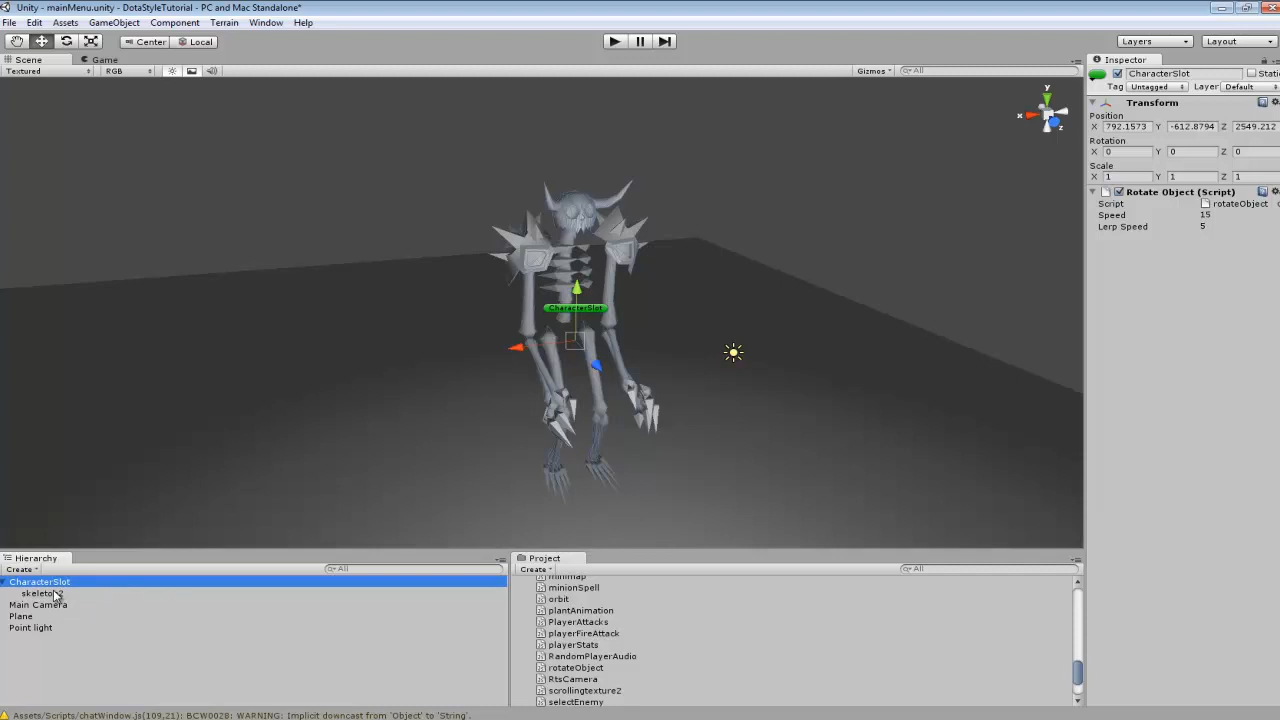 Unity - mainMenu.unity - DotaStyleTutorial - PC and Mac Standalone*
File Edit Assets GameObject Component Terrain Window Help
Center Local Layers Layout
Scene Game Inspector
Textured RGB Gizmos All
CharacterSlot
Tag Untagged Layer Default
Transform
Position
X 792.1573 Y -612.8794 Z 2549.212
Rotation
X 0 Y 0 Z 0
Scale
X 1 Y 1 Z 1
Rotate Object (Script)
Script rotateObject
Speed 15
Lerp Speed 5
y
x
z
CharacterSlot
Hierarchy
Create All
CharacterSlot
Main Camera
Plane
Point light
Project
Create All
minimap
minionSpell
orbit
plantAnimation
PlayerAttacks
playerFireAttack
playerStats
RandomPlayerAudio
rotateObject
RtsCamera
scrollingtexture2
selectEnemy
Assets/Scripts/chatWindow.js(109,21): BCW0028: WARNING: Implicit downcast from 'Object' to 'String'.